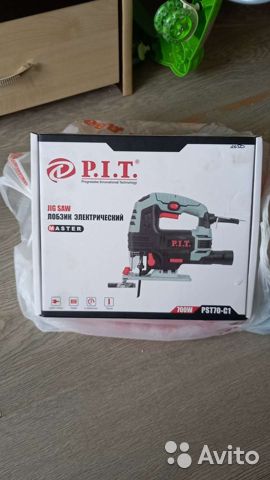 P.I.T.
Progressive Innovational Technology
JIG SAW
ЛОБЗИК ЭЛЕКТРИЧЕСКИЙ
MASTER
P.I.T.
700W PST70-C1
Avito